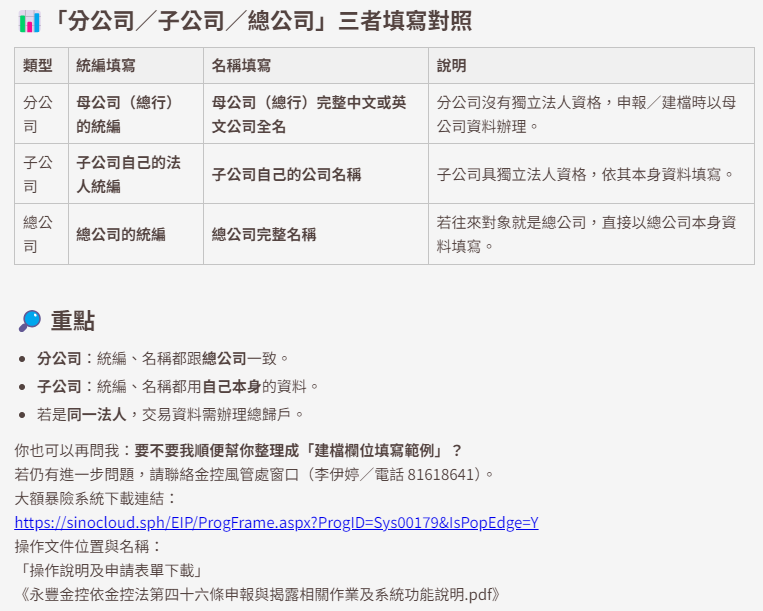 「分公司／子公司／總公司」三者填寫對照
類型 統編填寫 名稱填寫 說明
分公司 母公司（總行）的統編 母公司（總行）完整中文或英文公司全名 分公司沒有獨立法人資格，申報／建檔時以母公司資料辦理。
子公司 子公司自己的法人統編 子公司自己的公司名稱 子公司具獨立法人資格，依其本身資料填寫。
總公司 總公司的統編 總公司完整名稱 若往來對象就是總公司，直接以總公司本身資料填寫。
重點
• 分公司：統編、名稱都跟總公司一致。
• 子公司：統編、名稱都用自己本身的資料。
• 若是同一法人，交易資料需辦理總歸戶。
你也可以再問我：要不要我順便幫你整理成「建檔欄位填寫範例」？
若仍有進一步問題，請聯絡金控風管處窗口（李伊婷／電話 81618641）。
大額暴險系統下載連結：
https://sinocloud.sph/EIP/ProgFrame.aspx?ProgID=Sys00179&IsPopEdge=Y
操作文件位置與名稱：
「操作說明及申請表單下載」
《永豐金控依金控法第四十六條申報與揭露相關作業及系統功能說明.pdf》